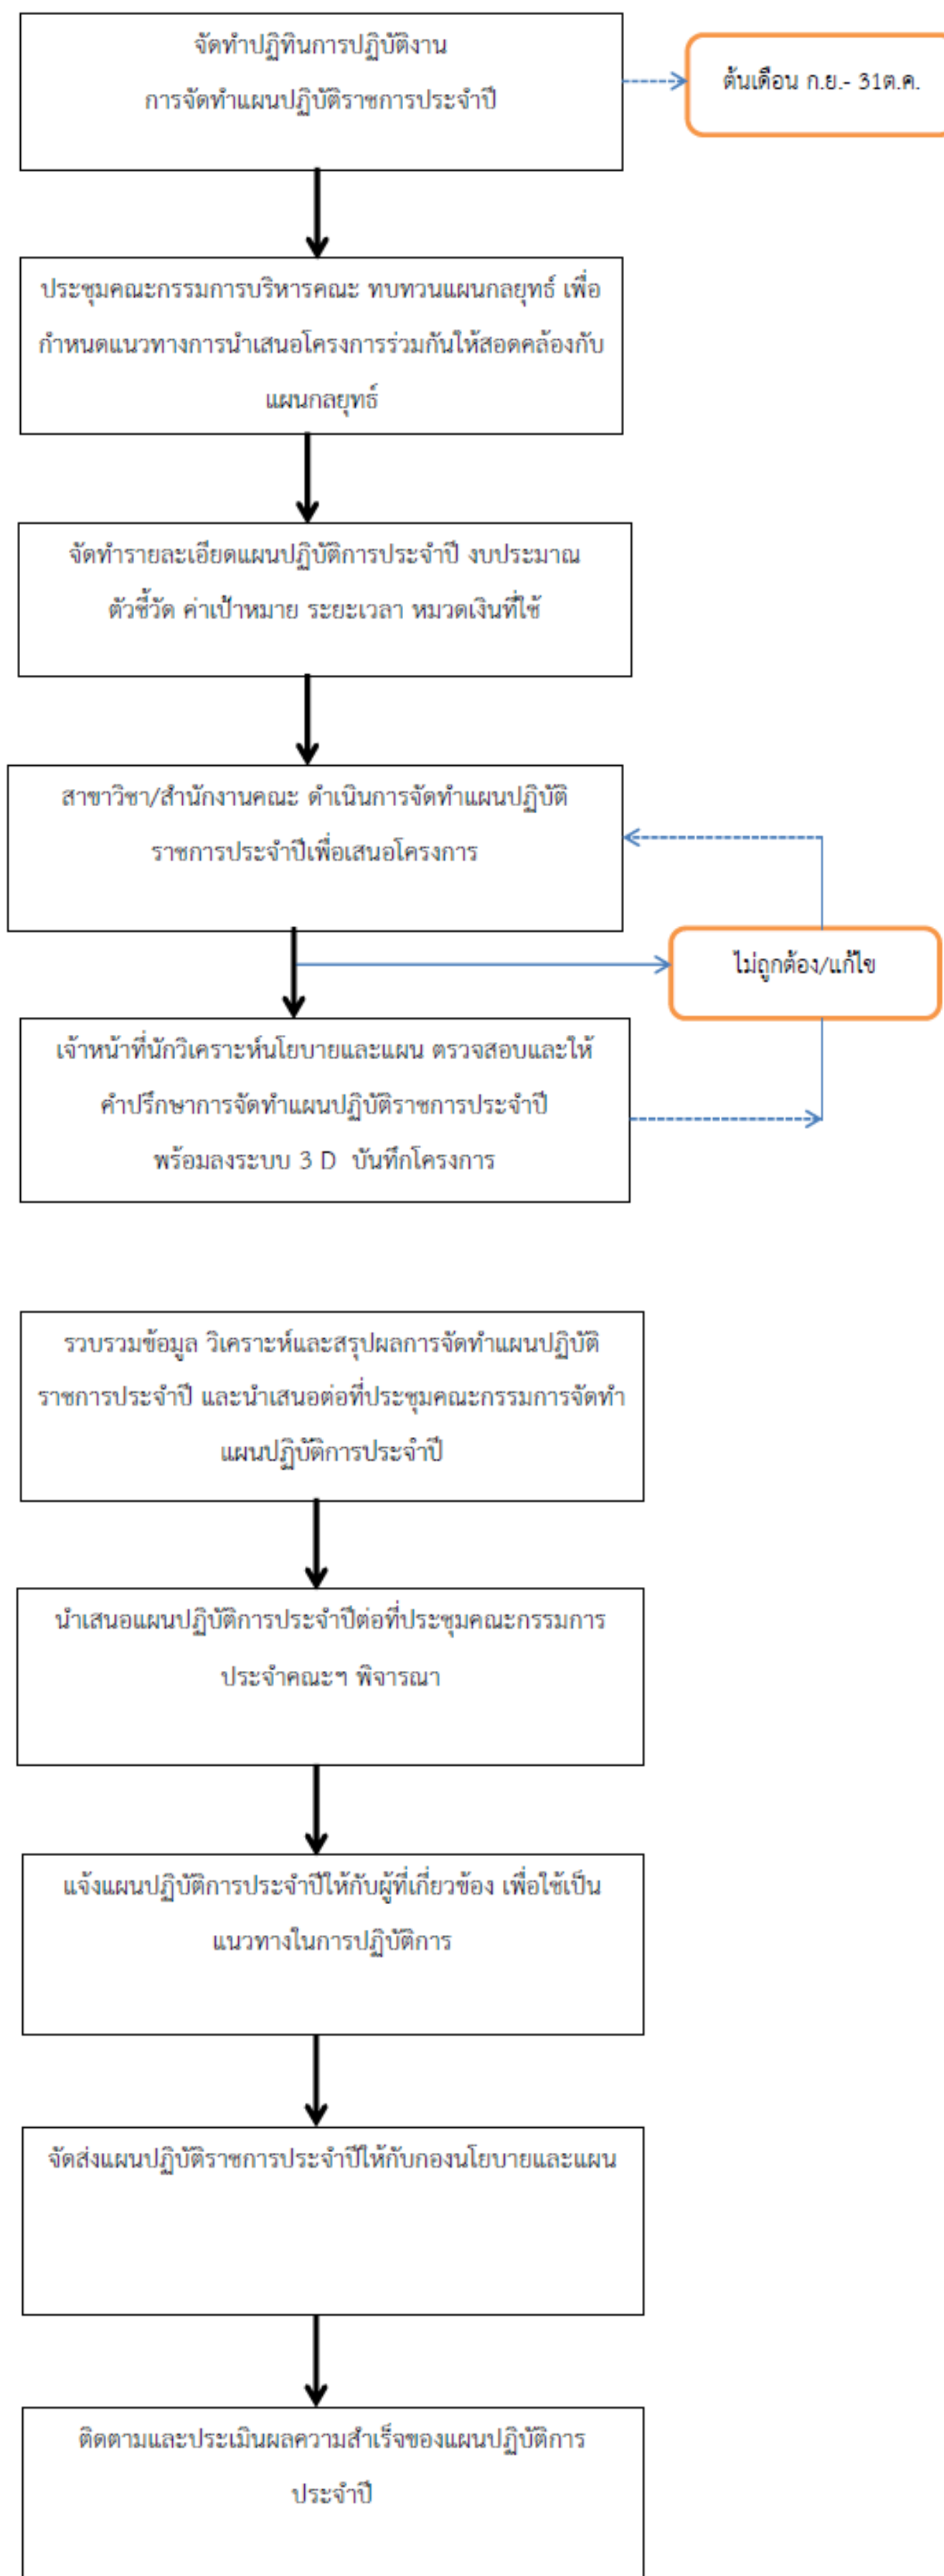 จัดทำปฏิทินการปฏิบัติงาน
การจัดทำแผนปฏิบัติราชการประจำปี
ต้นเดือน ก.ย.- 31ต.ค.
ประชุมคณะกรรมการบริหารคณะ ทบทวนแผนกลยุทธ์ เพื่อ
กำหนดแนวทางการนำเสนอโครงการร่วมกันให้สอดคล้องกับ
แผนกลยุทธ์
จัดทำรายละเอียดแผนปฏิบัติการประจำปี งบประมาณ
ตัวชี้วัด ค่าเป้าหมาย ระยะเวลา หมวดเงินที่ใช้
สาขาวิชา/สำนักงานคณะ ดำเนินการจัดทำแผนปฏิบัติ
ราชการประจำปีเพื่อเสนอโครงการ
ไม่ถูกต้อง/แก้ไข
เจ้าหน้าที่นักวิเคราะห์นโยบายและแผน ตรวจสอบและให้
คำปรึกษาการจัดทำแผนปฏิบัติราชการประจำปี
พร้อมลงระบบ 3 D บันทึกโครงการ
รวบรวมข้อมูล วิเคราะห์และสรุปผลการจัดทำแผนปฏิบัติ
ราชการประจำปี และนำเสนอต่อที่ประชุมคณะกรรมการจัดทำ
แผนปฏิบัติการประจำปี
นำเสนอแผนปฏิบัติการประจำปีต่อที่ประชุมคณะกรรมการ
ประจำคณะฯ พิจารณา
แจ้งแผนปฏิบัติการประจำปีให้กับผู้ที่เกี่ยวข้อง เพื่อใช้เป็น
แนวทางในการปฏิบัติการ
จัดส่งแผนปฏิบัติราชการประจำปีให้กับกองนโยบายและแผน
ติดตามและประเมินผลความสำเร็จของแผนปฏิบัติการ
ประจำปี